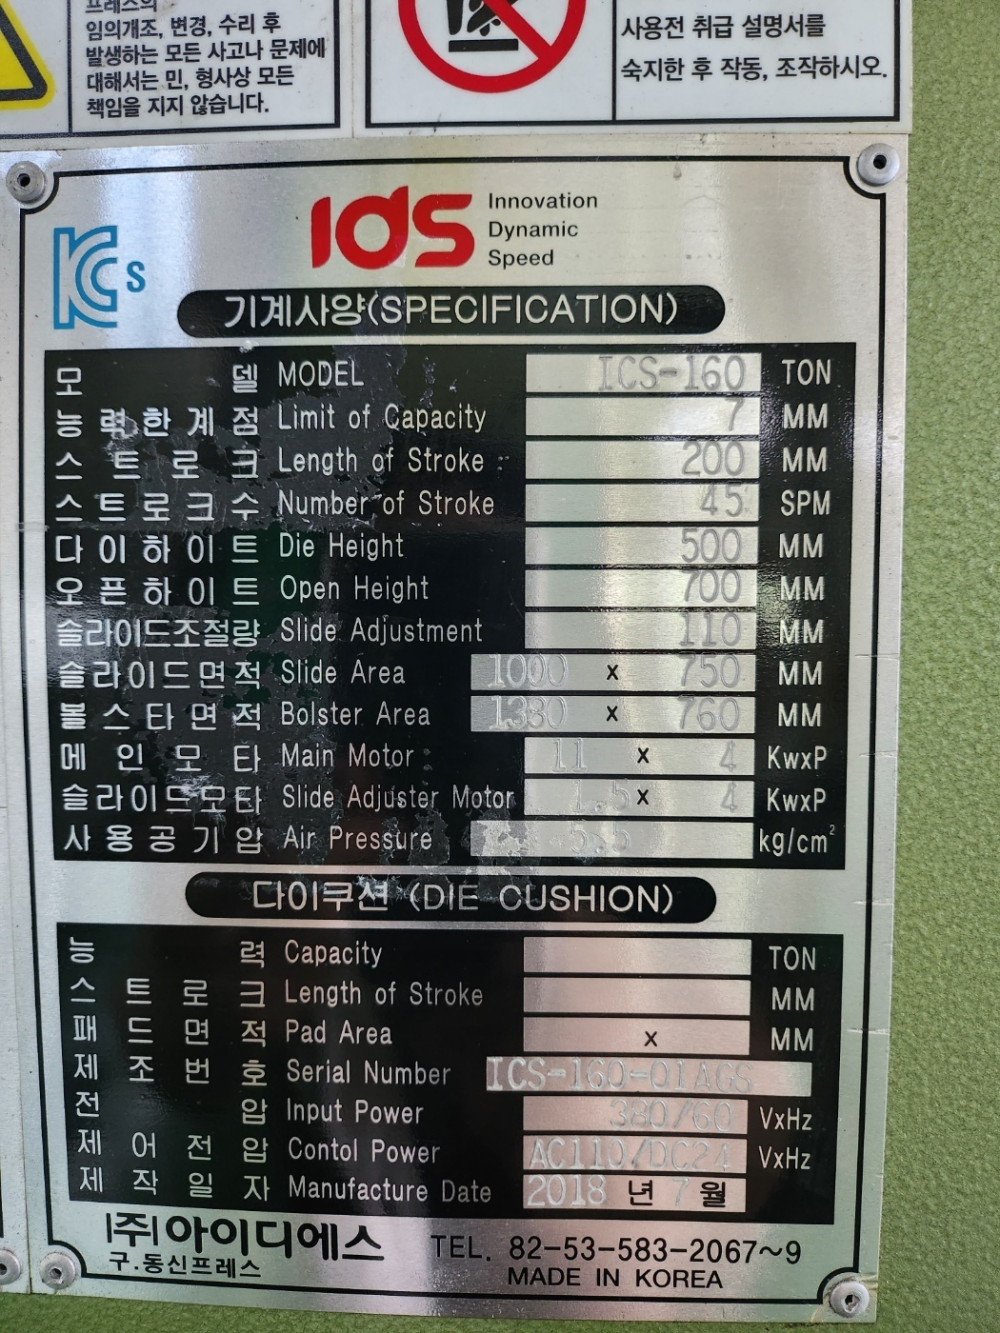 프레스의
임의개조, 변경, 수리 후
발생하는 모든 사고나 문제에
대해서는 민, 형사상 모든
책임을 지지 않습니다.
사용전 취급 설명서를
숙지한 후 작동, 조작하시오.
IDS Innovation
Dynamic
Speed
KCs
기계사양(SPECIFICATION)
모 델 MODEL ICS-160 TON
능력한계점 Limit of Capacity 7 MM
스트로크 Length of Stroke 200 MM
스트로크수 Number of Stroke 45 SPM
다이하이트 Die Height 500 MM
오픈하이트 Open Height 700 MM
슬라이드조절량 Slide Adjustment 110 MM
슬라이드면적 Slide Area 1000 x 750 MM
볼스타면적 Bolster Area 1330 x 760 MM
메인모타 Main Motor 11 x 4 KwxP
슬라이드모타 Slide Adjuster Motor 1.5 x 4 KwxP
사용공기압 Air Pressure 5.5 kg/cm²
다이쿠션 (DIE CUSHION)
능 력 Capacity TON
스트로크 Length of Stroke MM
패드면적 Pad Area x MM
제조번호 Serial Number ICS-160-01AGS
전 압 Input Power 380/60 VxHz
제어전압 Contol Power AC110/DC24 VxHz
제작일자 Manufacture Date 2018 년 7 월
(주)아이디에스 TEL. 82-53-583-2067~9
구.동신프레스 MADE IN KOREA